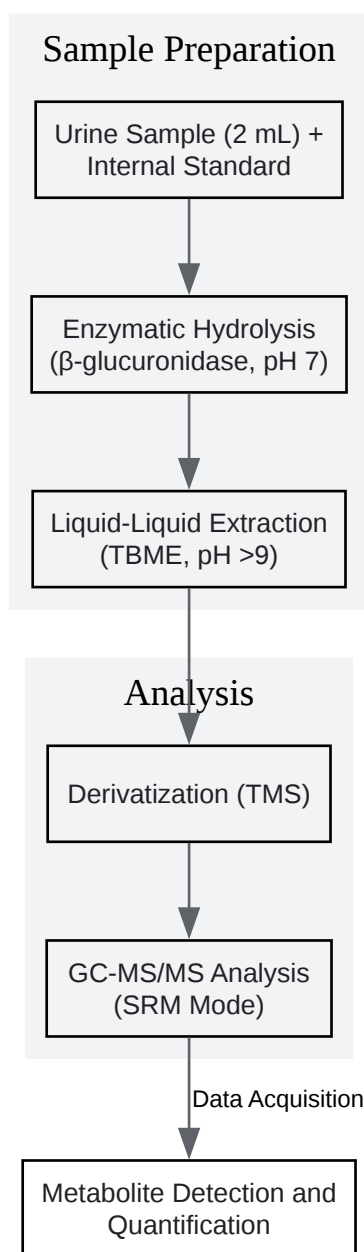 Sample Preparation
Urine Sample (2 mL) +
Internal Standard
Enzymatic Hydrolysis
(β-glucuronidase, pH 7)
Liquid-Liquid Extraction
(TBME, pH >9)
Analysis
Derivatization (TMS)
GC-MS/MS Analysis
(SRM Mode)
Data Acquisition
Metabolite Detection and
Quantification